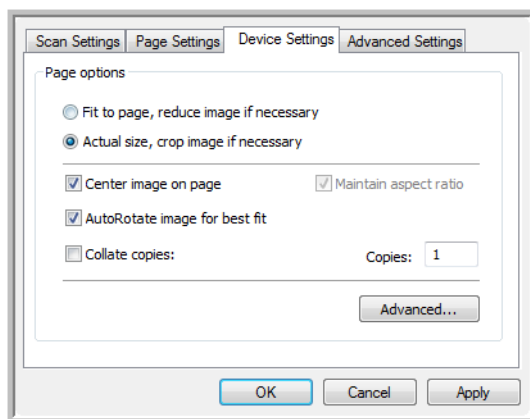 Scan Settings Page Settings Device Settings Advanced Settings
Page options
Fit to page, reduce image if necessary
Actual size, crop image if necessary
Center image on page Maintain aspect ratio
AutoRotate image for best fit
Collate copies: Copies: 1
Advanced...
OK Cancel Apply